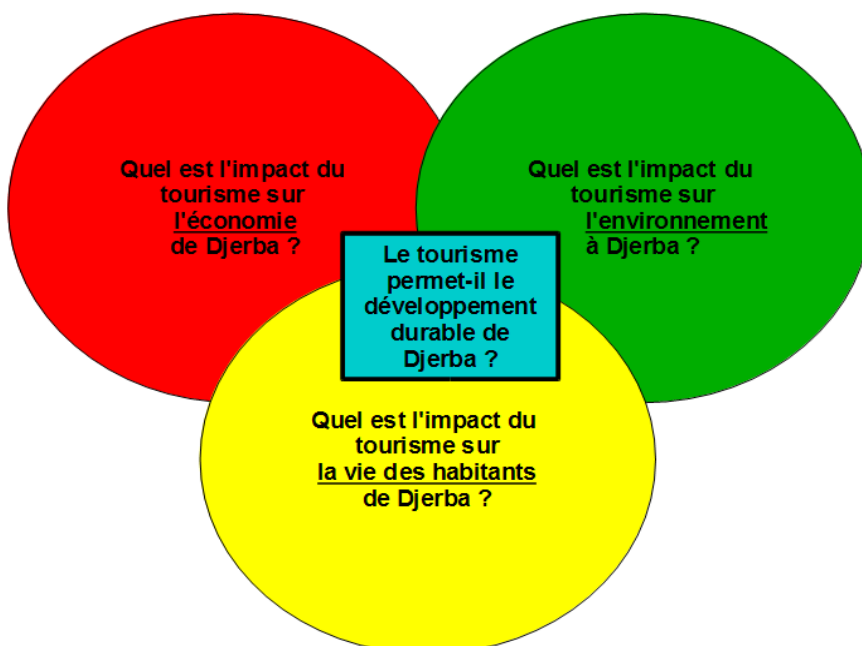 Quel est l'impact du
tourisme sur
l'économie
de Djerba ?
Quel est l'impact du
tourisme sur
l'environnement
à Djerba ?
Le tourisme
permet-il le
développement
durable de
Djerba ?
Quel est l'impact du
tourisme sur
la vie des habitants
de Djerba ?